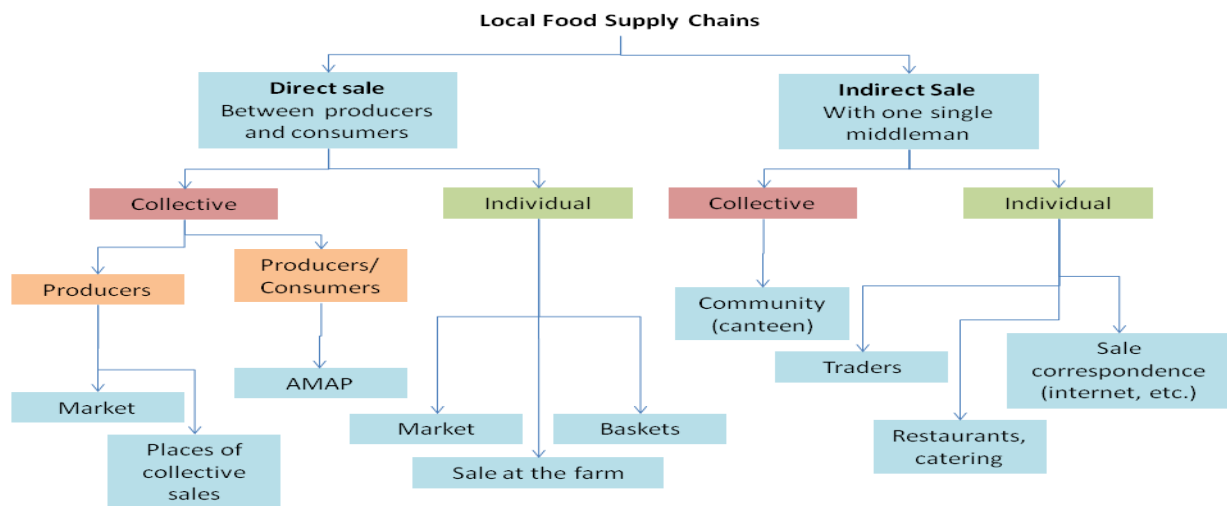 Local Food Supply Chains
Direct sale
Between producers
and consumers
Indirect Sale
With one single
middleman
Collective
Individual
Collective
Individual
Producers
Producers/
Consumers
Community
(canteen)
Traders
Sale
correspondence
(internet, etc.)
AMAP
Market
Market
Baskets
Restaurants,
catering
Places of
collective
sales
Sale at the farm